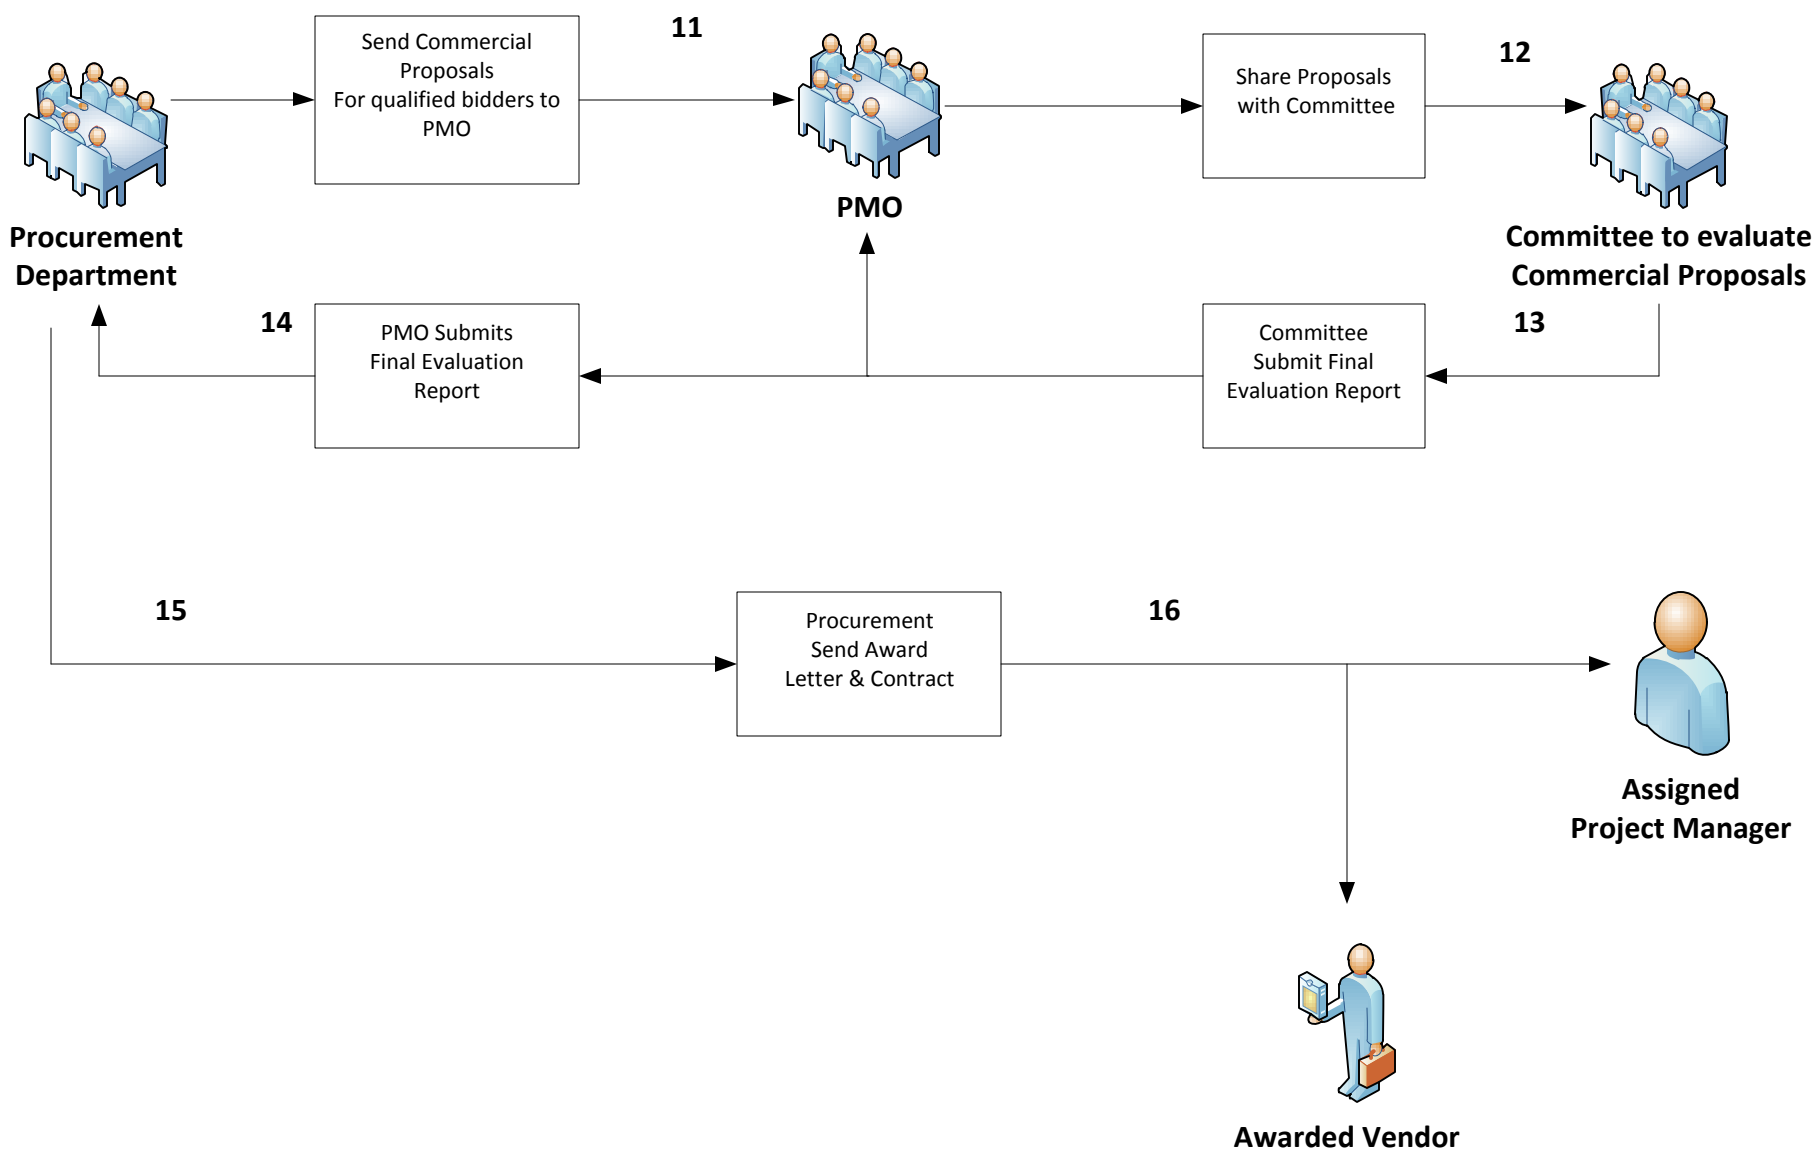 Send Commercial
Proposals
For qualified bidders to
PMO
11
Share Proposals
with Committee
12
Procurement
Department
PMO
Committee to evaluate
Commercial Proposals
14
PMO Submits
Final Evaluation
Report
Committee
Submit Final
Evaluation Report
13
15
Procurement
Send Award
Letter & Contract
16
Assigned
Project Manager
Awarded Vendor